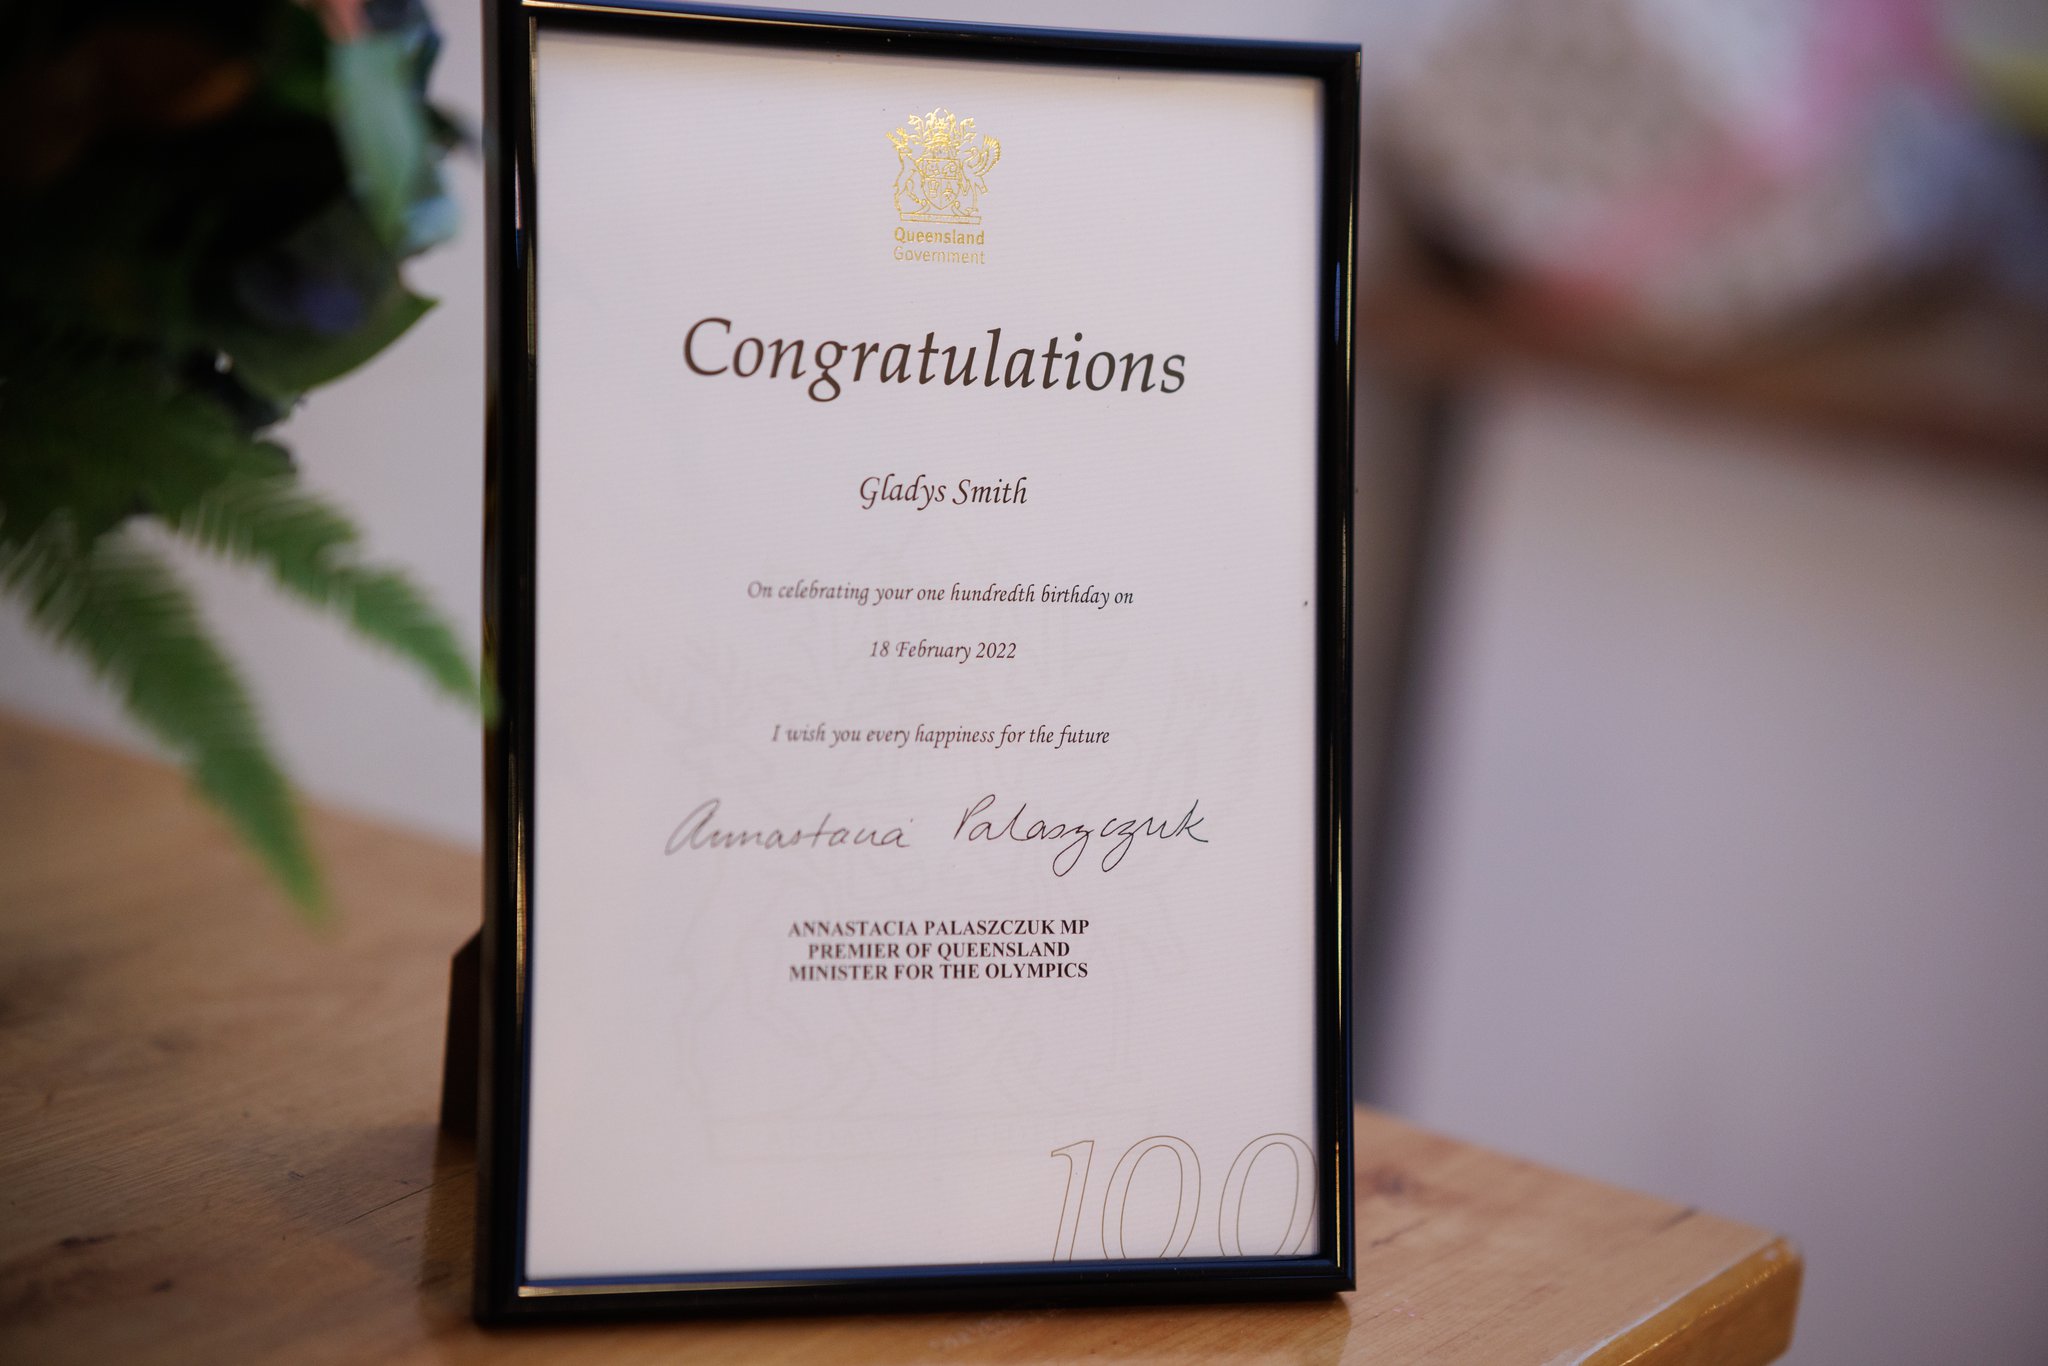 Queensland
Government
Congratulations
Gladys Smith
On celebrating your one hundredth birthday on
18 February 2022
I wish you every happiness for the future
Annastacia Palaszczuk
ANNASTACIA PALASZCZUK MP
PREMIER OF QUEENSLAND
MINISTER FOR THE OLYMPICS
100